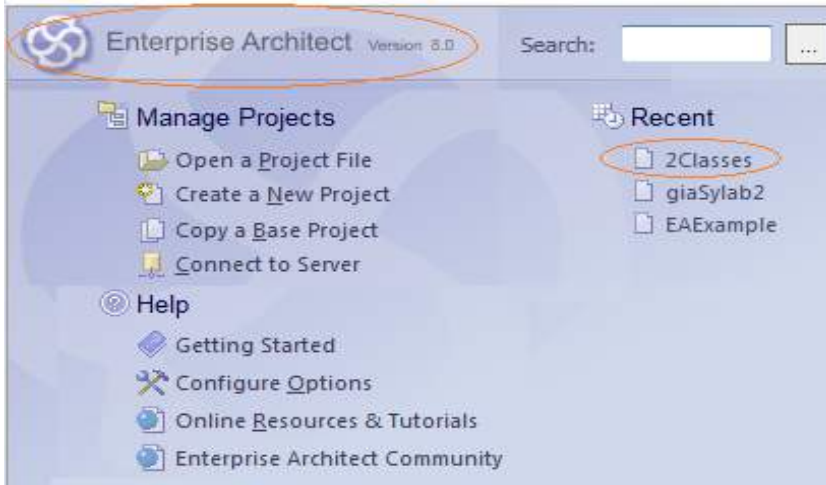 Enterprise Architect Version 8.0 Search: ...
Manage Projects
Open a Project File
Create a New Project
Copy a Base Project
Connect to Server
Help
Getting Started
Configure Options
Online Resources & Tutorials
Enterprise Architect Community
Recent
2Classes
giaSylab2
EAExample